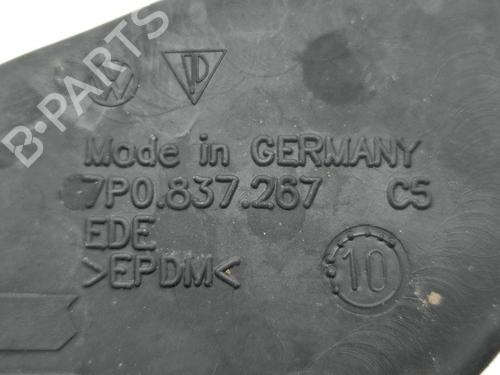 B-PARTS
Made in GERMANY
7P0.837.267 C5
EDE
>EPDM<
10